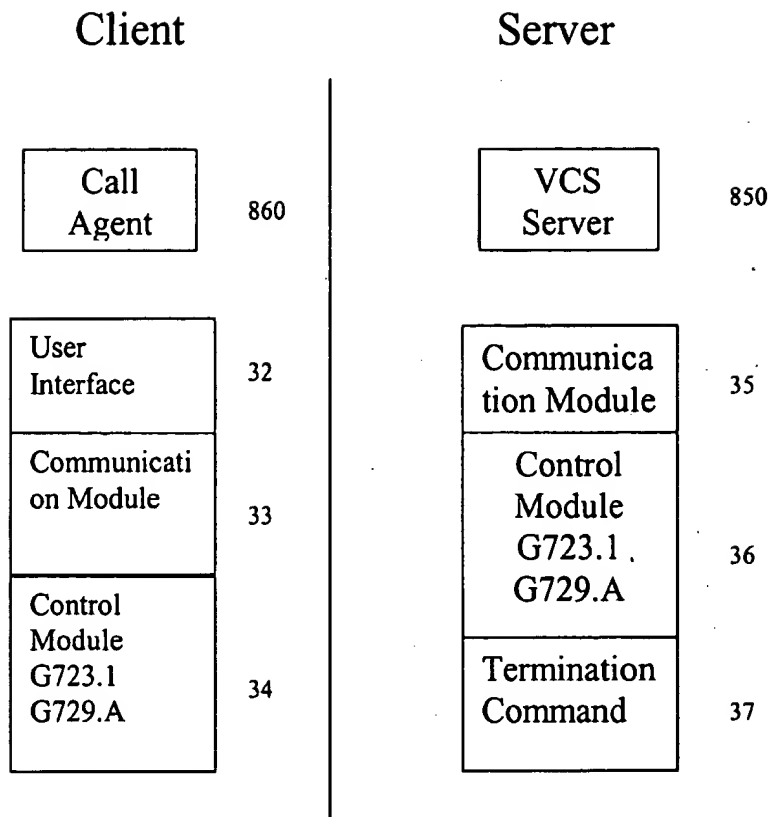 Client
Server
Call
Agent
860
VCS
Server
850
User
Interface
32
Communicati
on Module
33
Control
Module
G723.1
G729.A
34
Communica
tion Module
35
Control
Module
G723.1
G729.A
36
Termination
Command
37